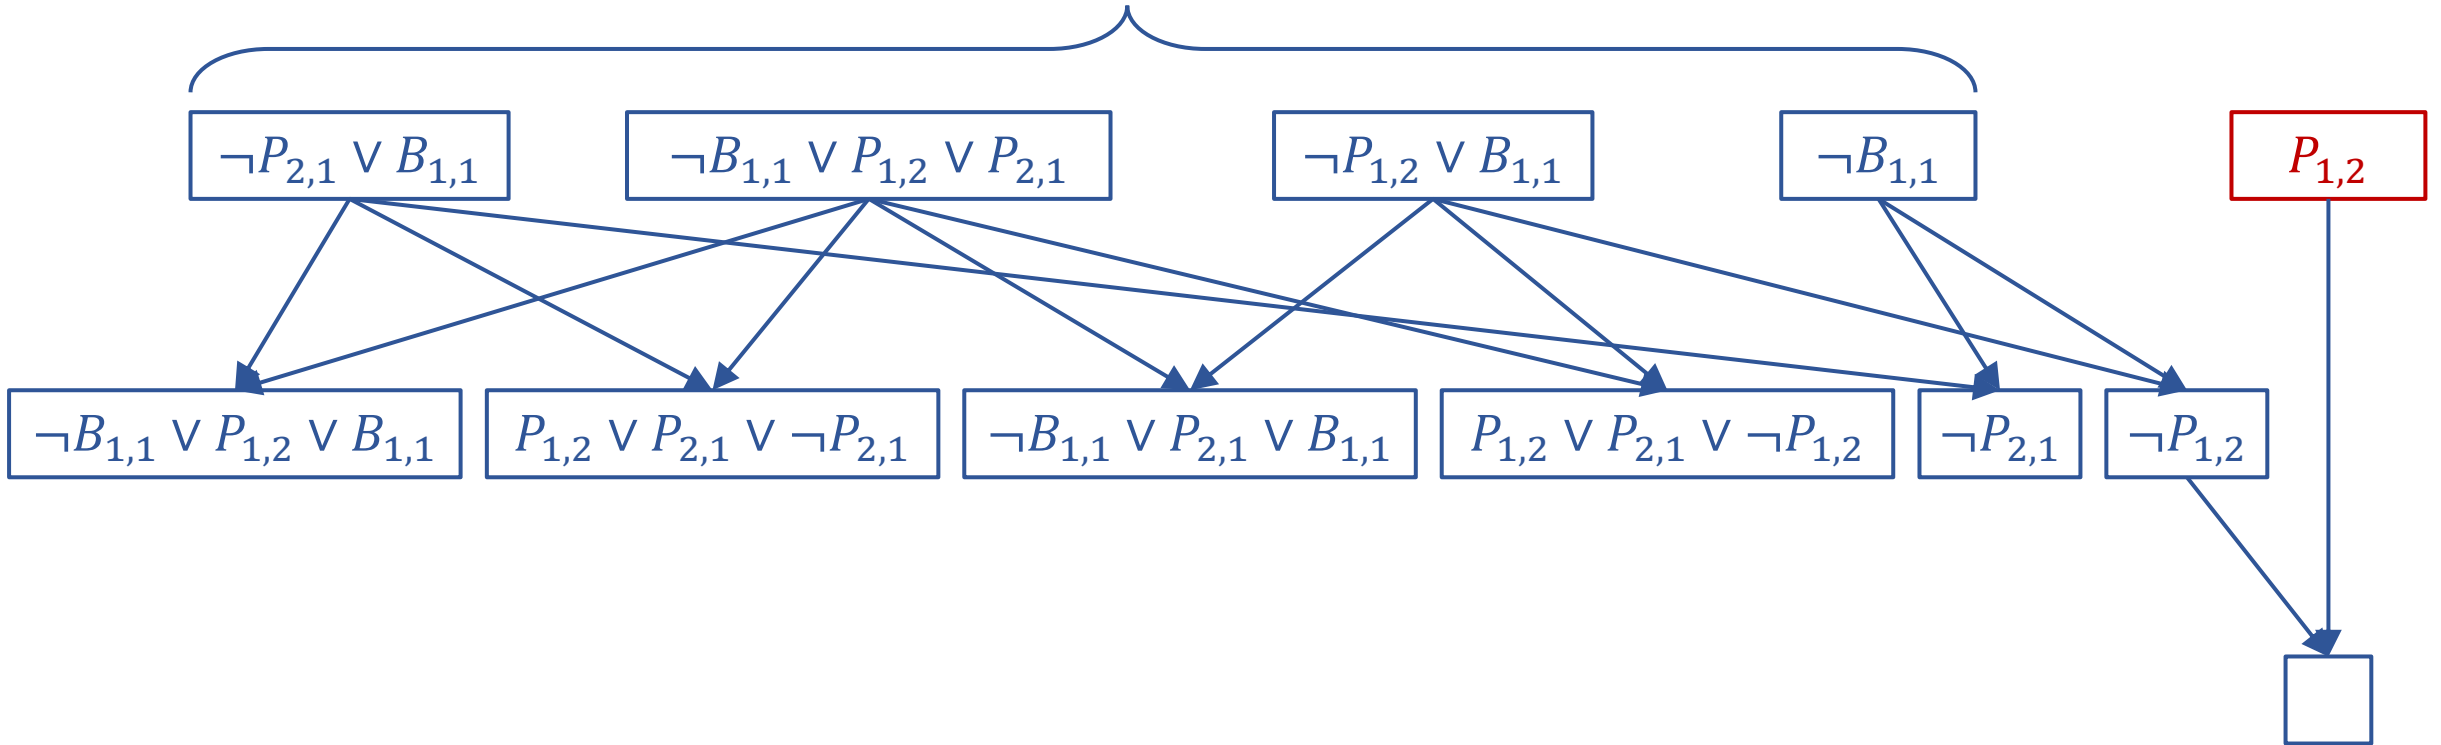 ¬P₂,₁ ∨ B₁,₁ ¬B₁,₁ ∨ P₁,₂ ∨ P₂,₁ ¬P₁,₂ ∨ B₁,₁ ¬B₁,₁ P₁,₂
¬B₁,₁ ∨ P₁,₂ ∨ B₁,₁ P₁,₂ ∨ P₂,₁ ∨ ¬P₂,₁ ¬B₁,₁ ∨ P₂,₁ ∨ B₁,₁ P₁,₂ ∨ P₂,₁ ∨ ¬P₁,₂ ¬P₂,₁ ¬P₁,₂